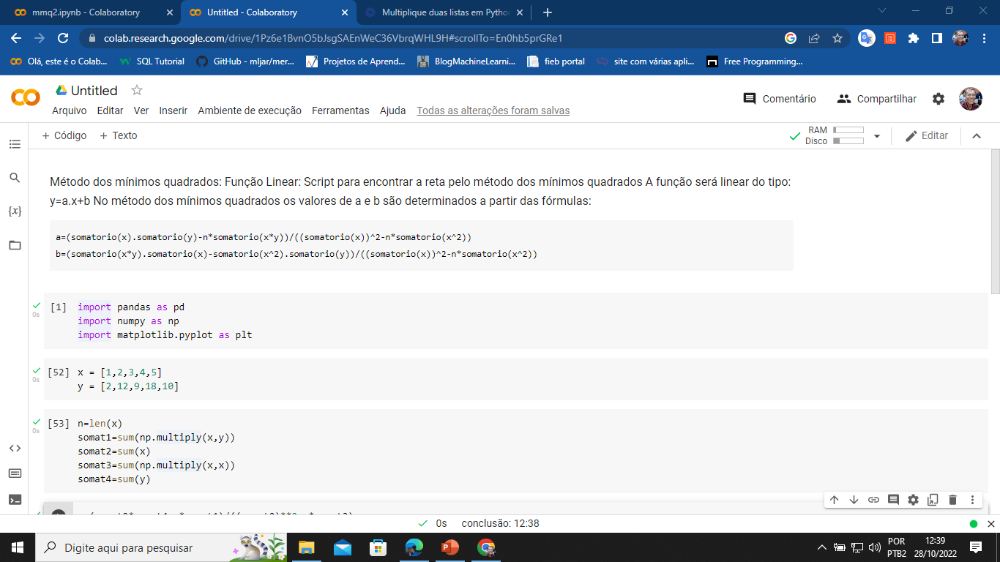 mmq2.ipynb - Colaboratory
Untitled - Colaboratory
Multiplique duas listas em Pytho
colab.research.google.com/drive/1Pz6e1BvnO5bJsgSAEnWeC36VbrqWHL9H#scrollTo=En0hb5prGRe1
Olá, este é o Colab...
SQL Tutorial
GitHub - mljar/mer...
Projetos de Aprend...
BlogMachineLearni...
fieb portal
site com várias apli...
Free Programming...
Untitled
Comentário
Compartilhar
Arquivo Editar Ver Inserir Ambiente de execução Ferramentas Ajuda Todas as alterações foram salvas
+ Código + Texto
RAM
Disco
Editar
Método dos mínimos quadrados: Função Linear: Script para encontrar a reta pelo método dos mínimos quadrados A função será linear do tipo:
y=a.x+b No método dos mínimos quadrados os valores de a e b são determinados a partir das fórmulas:
a=(somatorio(x).somatorio(y)-n*somatorio(x*y))/((somatorio(x))^2-n*somatorio(x^2))
b=(somatorio(x*y).somatorio(x)-somatorio(x^2).somatorio(y))/((somatorio(x))^2-n*somatorio(x^2))
0s
[1] import pandas as pd
import numpy as np
import matplotlib.pyplot as plt
0s
[52] x = [1,2,3,4,5]
y = [2,12,9,18,10]
0s
[53] n=len(x)
somat1=sum(np.multiply(x,y))
somat2=sum(x)
somat3=sum(np.multiply(x,x))
somat4=sum(y)
0s conclusão: 12:38
Digite aqui para pesquisar
POR
PTB2
12:39
28/10/2022